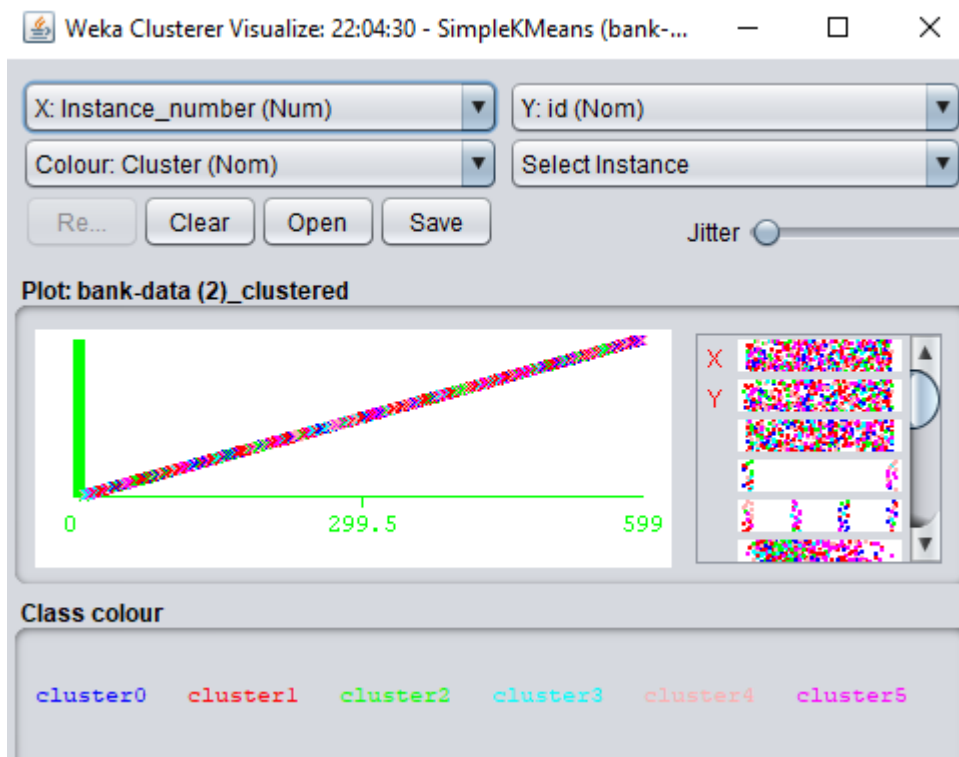 Weka Clusterer Visualize: 22:04:30 - SimpleKMeans (bank-...
X: Instance_number (Num)
Y: id (Nom)
Colour: Cluster (Nom)
Select Instance
Re...
Clear
Open
Save
Jitter
Plot: bank-data (2)_clustered
X
Y
0
299.5
599
Class colour
cluster0 cluster1 cluster2 cluster3 cluster4 cluster5